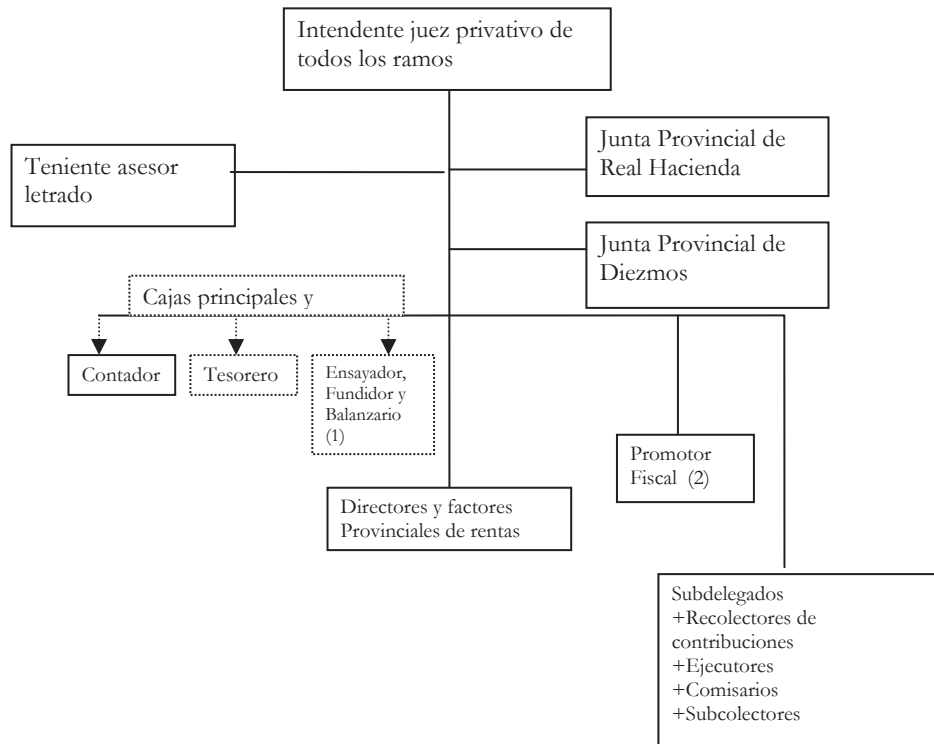 Intendente juez privativo de
todos los ramos
Junta Provincial de
Real Hacienda
Teniente asesor
letrado
Junta Provincial de
Diezmos
Cajas principales y
Contador
Tesorero
Ensayador,
Fundidor y
Balanzario
(1)
Promotor
Fiscal (2)
Directores y factores
Provinciales de rentas
Subdelegados
+Recolectores de
contribuciones
+Ejecutores
+Comisarios
+Subcolectores